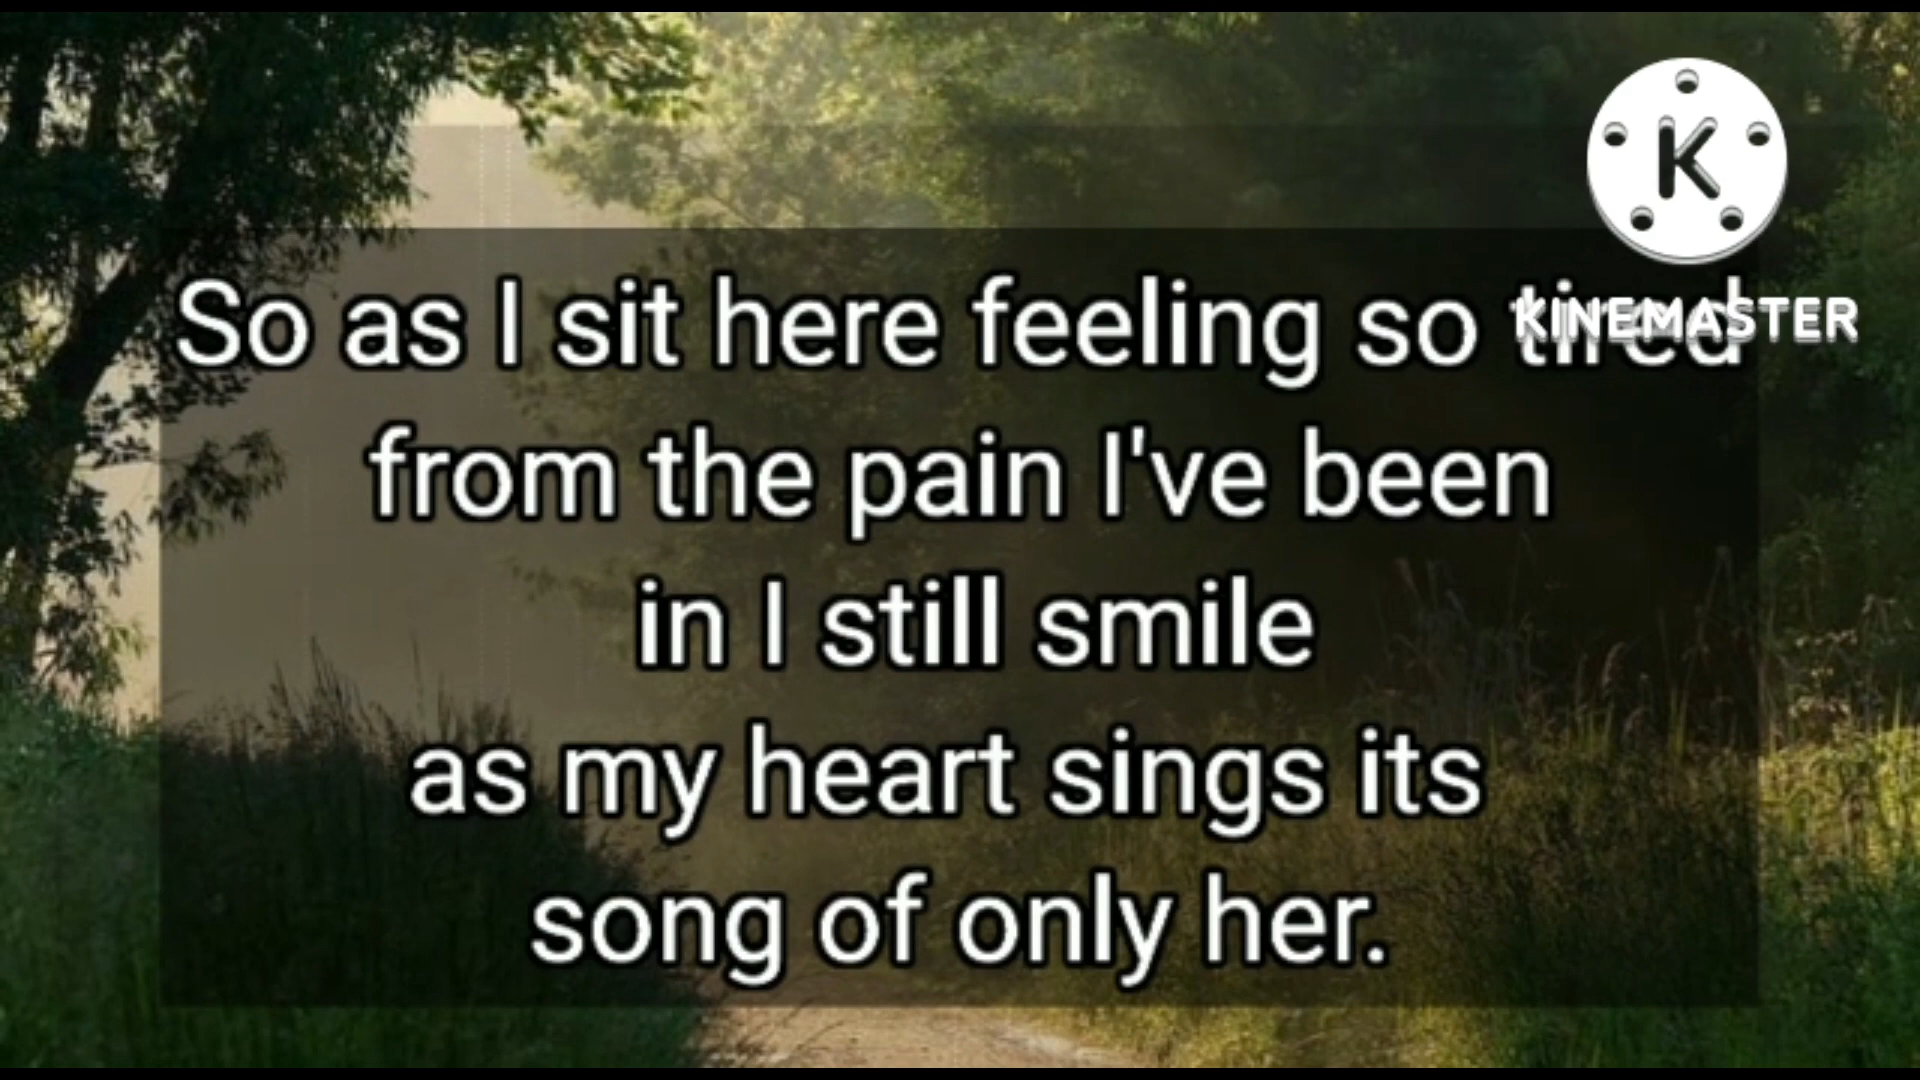 K
KINEMASTER
So as I sit here feeling so tired
from the pain I've been
in I still smile
as my heart sings its
song of only her.